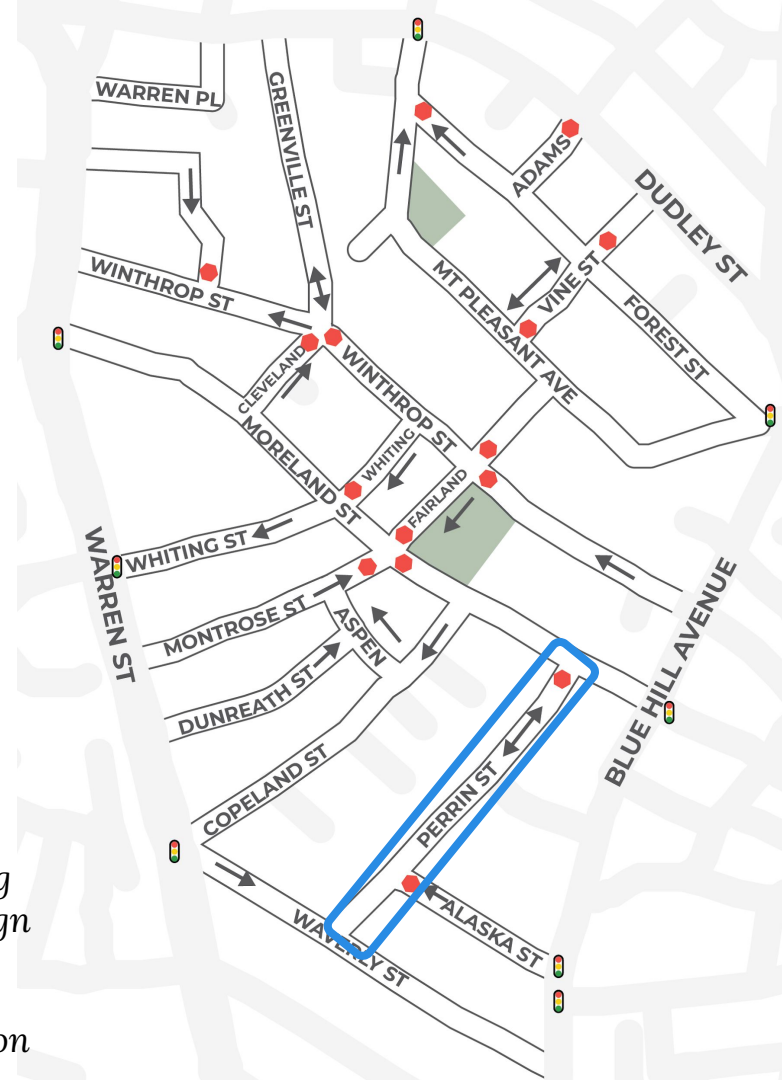 WARREN PL
GREENVILLE ST
ADAMS
DUDLEY ST
WINTHROP ST
VINE ST
MT PLEASANT AVE
FOREST ST
CLEVELAND
WINTHROP ST
MORELAND ST
WHITING
FAIRLAND
WARREN ST
WHITING ST
MONTROSE ST
ASPEN
DUNREATH ST
BLUE HILL AVENUE
COPELAND ST
PERRIN ST
ALASKA ST
WAVERLY ST
g
gn
on